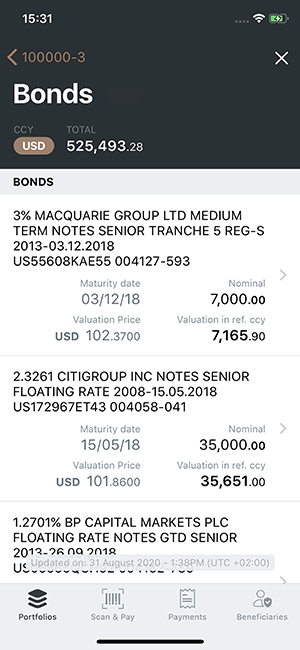 15:31
100000-3
Bonds
CCY TOTAL
USD 525,493.28
BONDS
3% MACQUARIE GROUP LTD MEDIUM
TERM NOTES SENIOR TRANCHE 5 REG-S
2013-03.12.2018
US55608KAE55 004127-593
Maturity date Nominal
03/12/18 7,000.00
Valuation Price Valuation in ref. ccy
USD 102.3700 7,165.90
2.3261 CITIGROUP INC NOTES SENIOR
FLOATING RATE 2008-15.05.2018
US172967ET43 004058-041
Maturity date Nominal
15/05/18 35,000.00
Valuation Price Valuation in ref. ccy
USD 101.8600 35,651.00
1.2701% BP CAPITAL MARKETS PLC
FLOATING RATE NOTES GTD SENIOR
2013-26.09.2018
Updated on: 31 August 2020 - 1:38PM (UTC +02:00)
Portfolios Scan & Pay Payments Beneficiaries